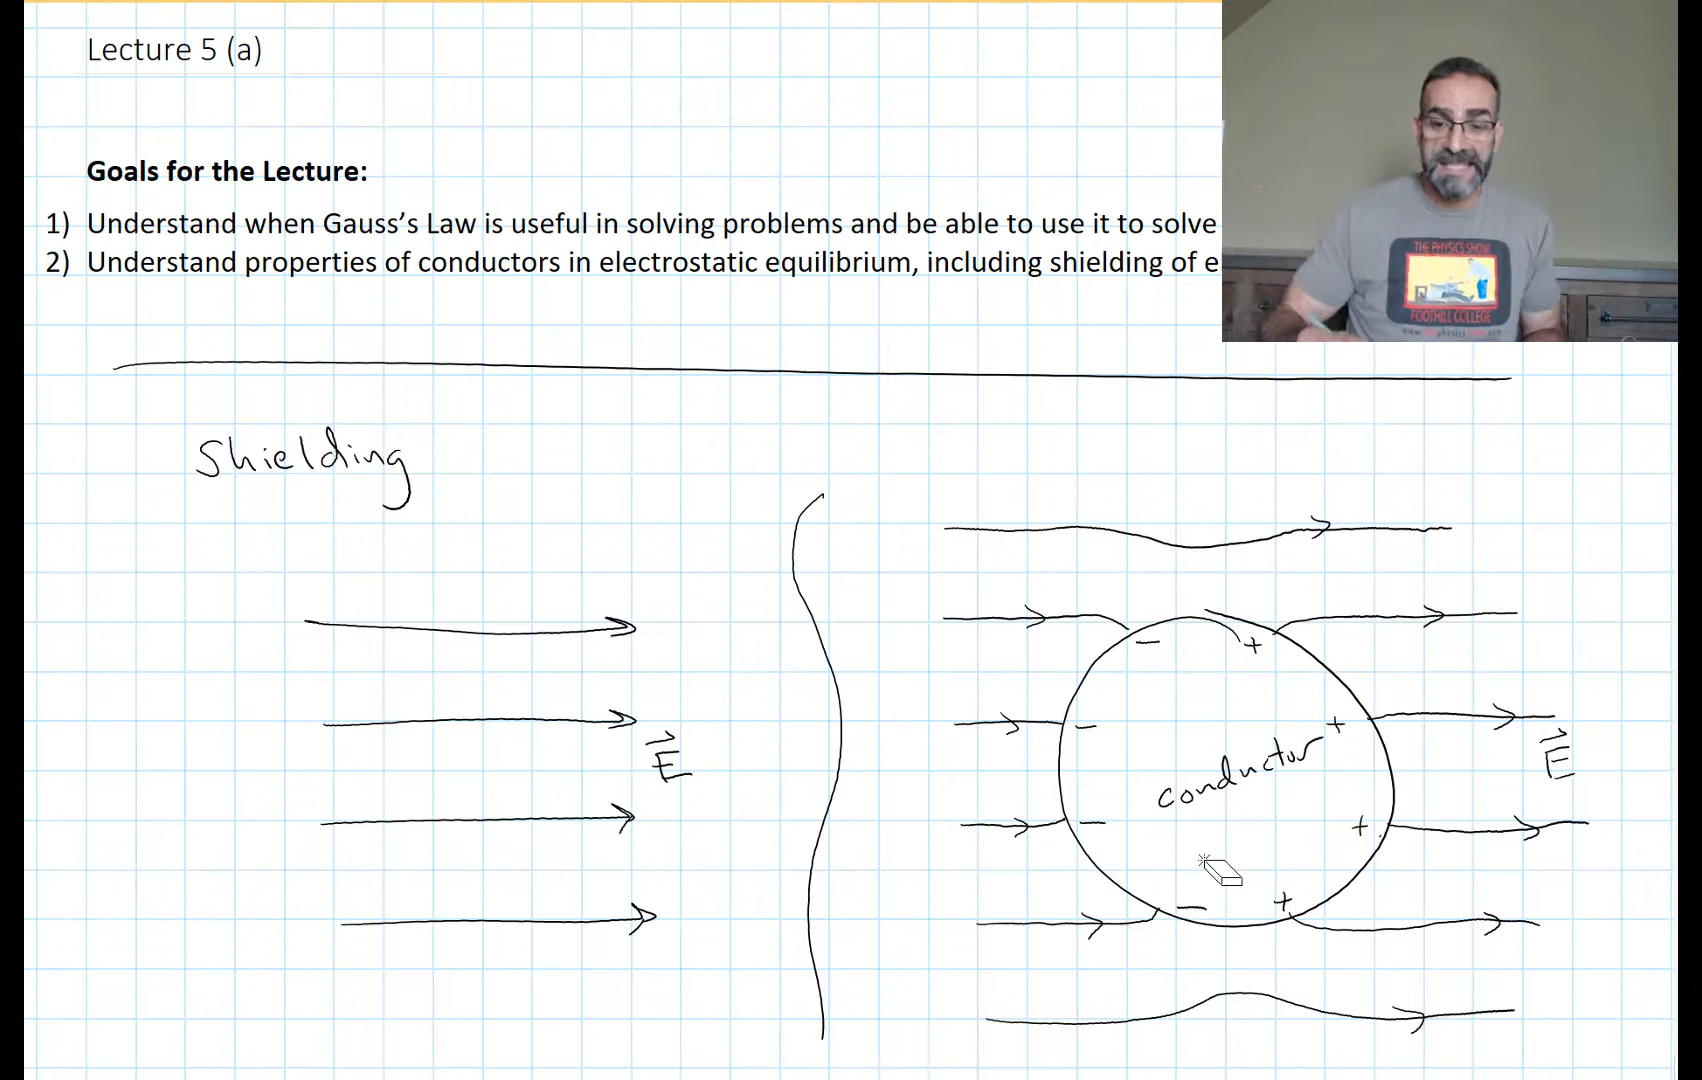 Lecture 5 (a)
Goals for the Lecture:
1) Understand when Gauss’s Law is useful in solving problems and be able to use it to solve
2) Understand properties of conductors in electrostatic equilibrium, including shielding of e
THE PHYSICS SHOW
FOOTHILL COLLEGE
Shielding
E
conductor
E
- +
- +
- +
- +